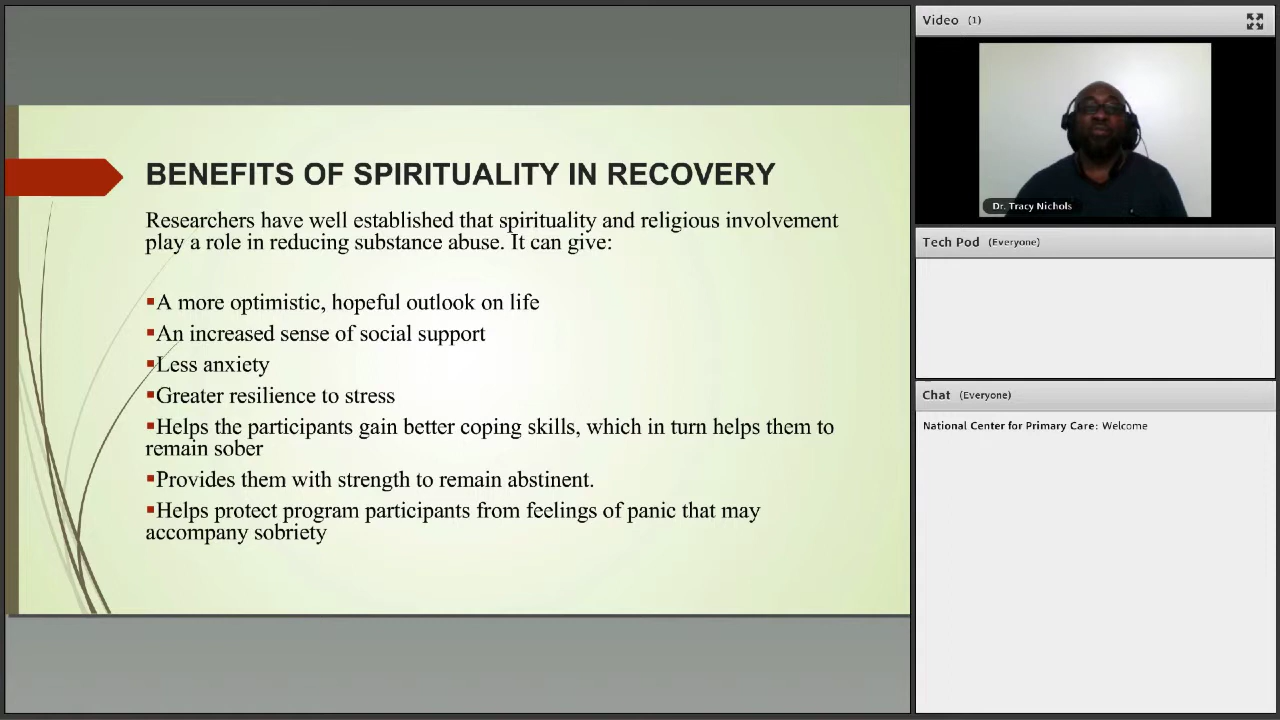 BENEFITS OF SPIRITUALITY IN RECOVERY
Researchers have well established that spirituality and religious involvement
play a role in reducing substance abuse. It can give:
▪A more optimistic, hopeful outlook on life
▪An increased sense of social support
▪Less anxiety
▪Greater resilience to stress
▪Helps the participants gain better coping skills, which in turn helps them to
remain sober
▪Provides them with strength to remain abstinent.
▪Helps protect program participants from feelings of panic that may
accompany sobriety
Video (1)
Dr. Tracy Nichols
Tech Pod (Everyone)
Chat (Everyone)
National Center for Primary Care: Welcome